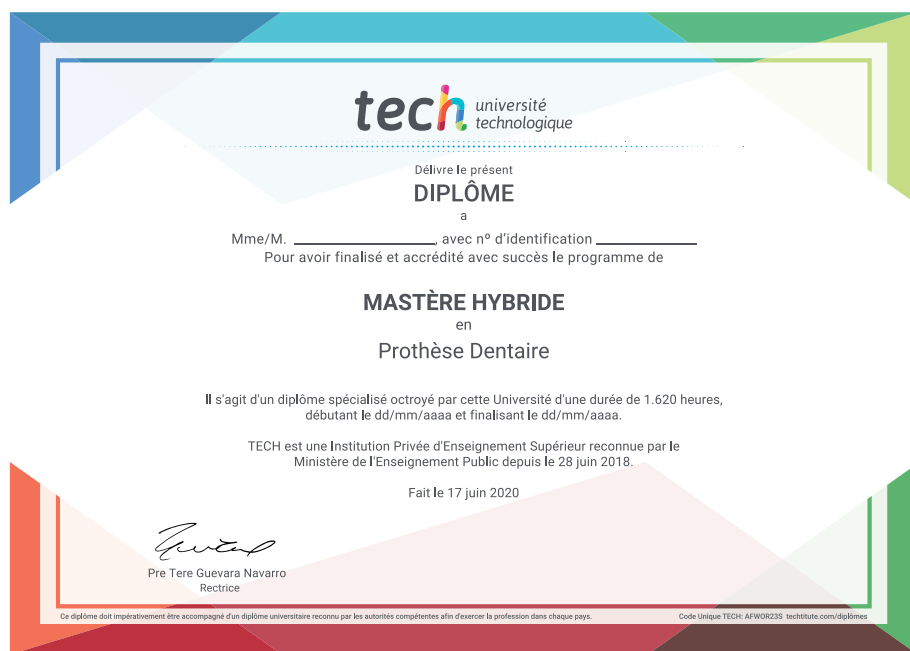 tech université
technologique
Délivre le présent
DIPLÔME
a
Mme/M. ____________________, avec nº d'identification ______________
Pour avoir finalisé et accrédité avec succès le programme de
MASTÈRE HYBRIDE
en
Prothèse Dentaire
Il s'agit d'un diplôme spécialisé octroyé par cette Université d'une durée de 1.620 heures,
débutant le dd/mm/aaaa et finalisant le dd/mm/aaaa.
TECH est une Institution Privée d'Enseignement Supérieur reconnue par le
Ministère de l'Enseignement Public depuis le 28 juin 2018.
Fait le 17 juin 2020
Pre Tere Guevara Navarro
Rectrice
Ce diplôme doit impérativement être accompagné d'un diplôme universitaire reconnu par les autorités compétentes afin d'exercer la profession dans chaque pays.
Code Unique TECH: AFWOR23S techtitute.com/diplômes